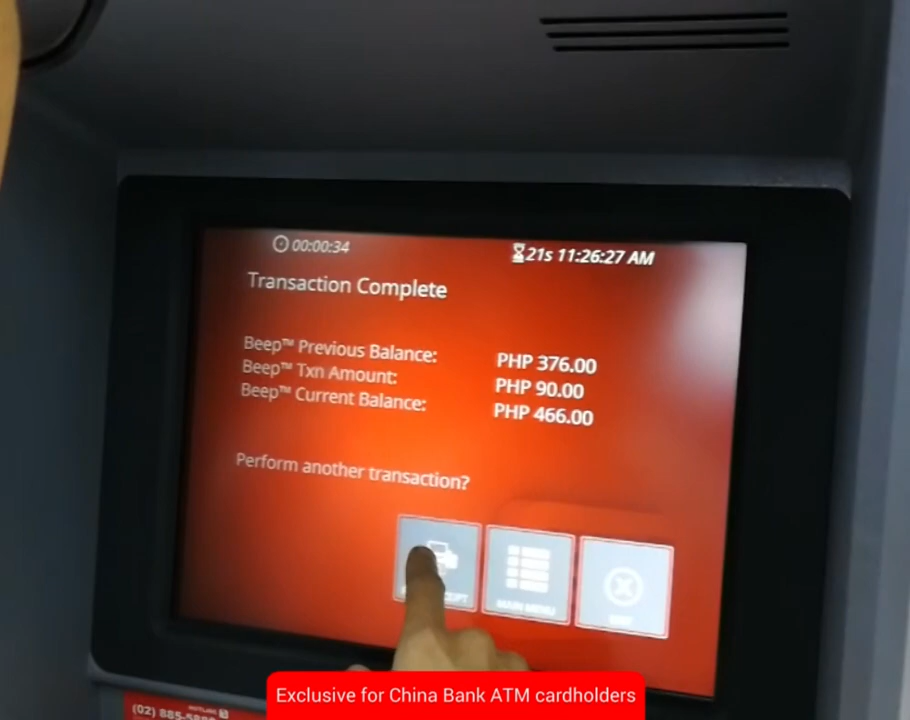 00:00:34
21s 11:26:27 AM
Transaction Complete
Beep™ Previous Balance: PHP 376.00
Beep™ Txn Amount: PHP 90.00
Beep™ Current Balance: PHP 466.00
Perform another transaction?
MAIN MENU
Exclusive for China Bank ATM cardholders
HOTLINE